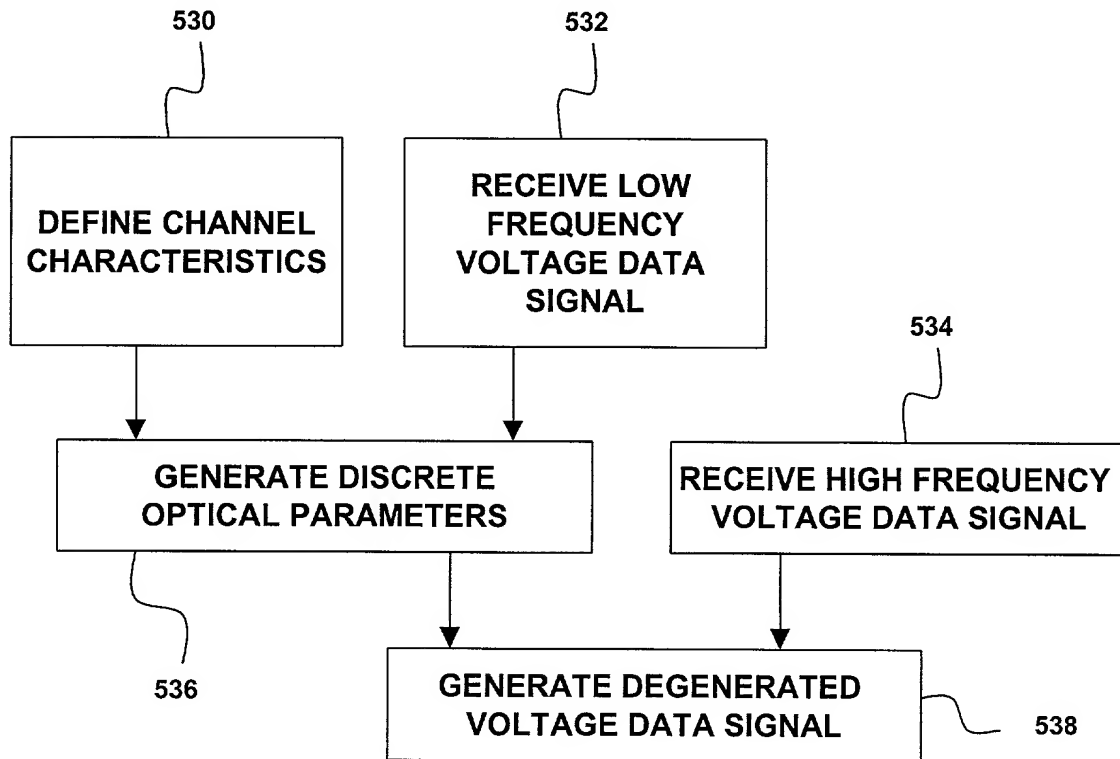 530
532
DEFINE CHANNEL
CHARACTERISTICS
RECEIVE LOW
FREQUENCY
VOLTAGE DATA
SIGNAL
534
GENERATE DISCRETE
OPTICAL PARAMETERS
RECEIVE HIGH FREQUENCY
VOLTAGE DATA SIGNAL
536
GENERATE DEGENERATED
VOLTAGE DATA SIGNAL
538